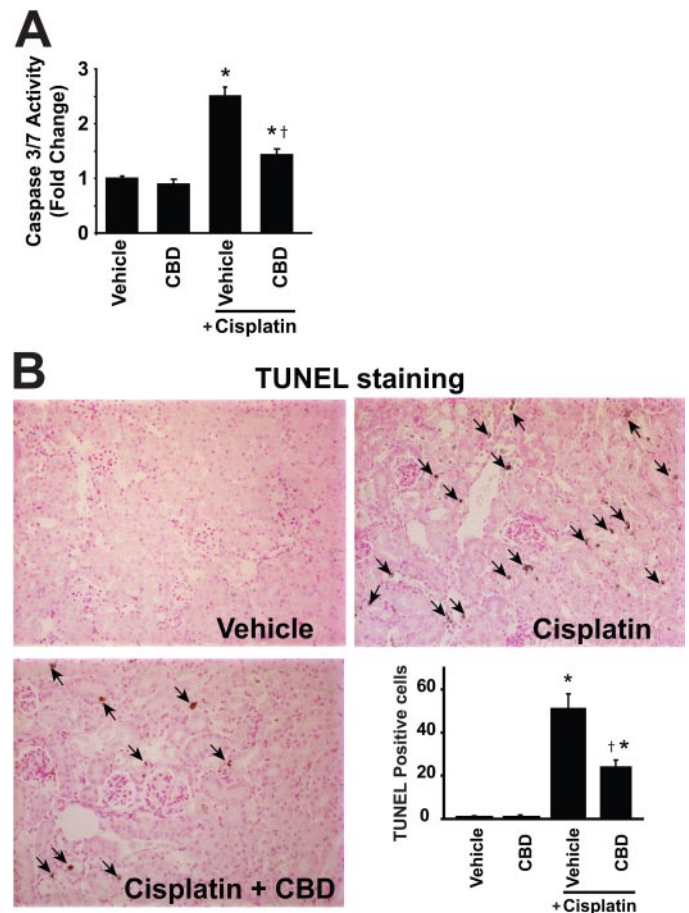 A
Caspase 3/7 Activity
(Fold Change)
3
2
1
0
*
* †
Vehicle
CBD
Vehicle
CBD
+Cisplatin
B
TUNEL staining
Vehicle
Cisplatin
Cisplatin + CBD
TUNEL Positive cells
60
40
20
0
*
† *
Vehicle
CBD
Vehicle
CBD
+Cisplatin